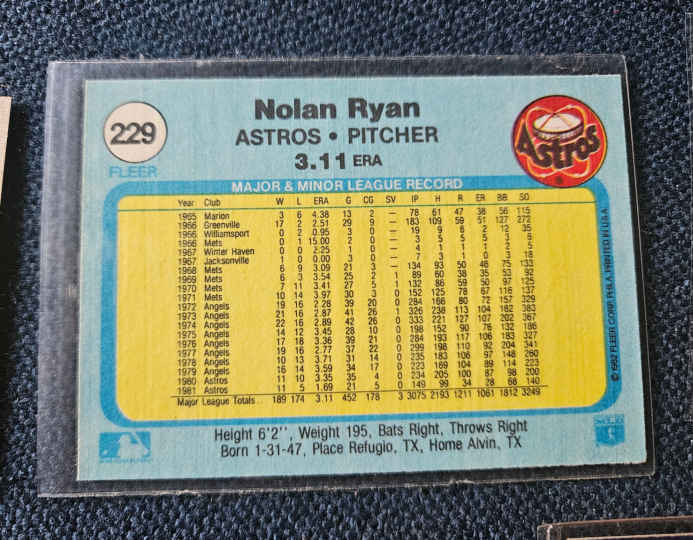 229
FLEER
Nolan Ryan
ASTROS • PITCHER
3.11 ERA
Astros
MAJOR & MINOR LEAGUE RECORD
Year Club W L ERA G CG SV IP H R ER BB SO
1965 Marion 3 6 4.38 13 2 — 78 61 47 38 56 115
1966 Greenville 17 2 2.51 29 9 — 183 109 59 51 127 272
1966 Williamsport 0 2 0.95 3 0 — 19 9 6 2 12 35
1966 Mets 0 1 15.00 2 0 — 3 5 5 5 3 6
1967 Winter Haven 0 0 2.25 1 0 — 4 1 1 1 2 5
1967 Jacksonville 1 0 0.00 3 0 — 7 3 1 0 3 18
1968 Mets 6 9 3.09 21 3 — 134 93 50 46 75 133
1969 Mets 6 3 3.54 25 2 1 89 60 38 35 53 92
1970 Mets 7 11 3.41 27 5 1 132 86 59 50 97 125
1971 Mets 10 14 3.97 30 3 0 152 125 78 67 116 137
1972 Angels 19 16 2.28 39 20 0 284 166 80 72 157 329
1973 Angels 21 16 2.87 41 26 1 326 238 113 104 162 383
1974 Angels 22 16 2.89 42 26 0 333 221 127 107 202 367
1975 Angels 14 12 3.45 28 10 0 198 152 90 76 132 186
1976 Angels 17 18 3.36 39 21 0 284 193 117 106 183 327
1977 Angels 19 16 2.77 37 22 0 299 198 110 92 204 341
1978 Angels 10 13 3.71 31 14 0 235 183 106 97 148 260
1979 Angels 16 14 3.59 34 17 0 223 169 104 89 114 223
1980 Astros 11 10 3.35 35 4 0 234 205 100 87 98 200
1981 Astros 11 5 1.69 21 5 0 149 99 34 28 68 140
Major League Totals . . 189 174 3.11 452 178 3 3075 2193 1211 1061 1812 3249
Height 6'2'', Weight 195, Bats Right, Throws Right
Born 1-31-47, Place Refugio, TX, Home Alvin, TX
© 1982 FLEER CORP. PHILA. PRINTED IN U.S.A.